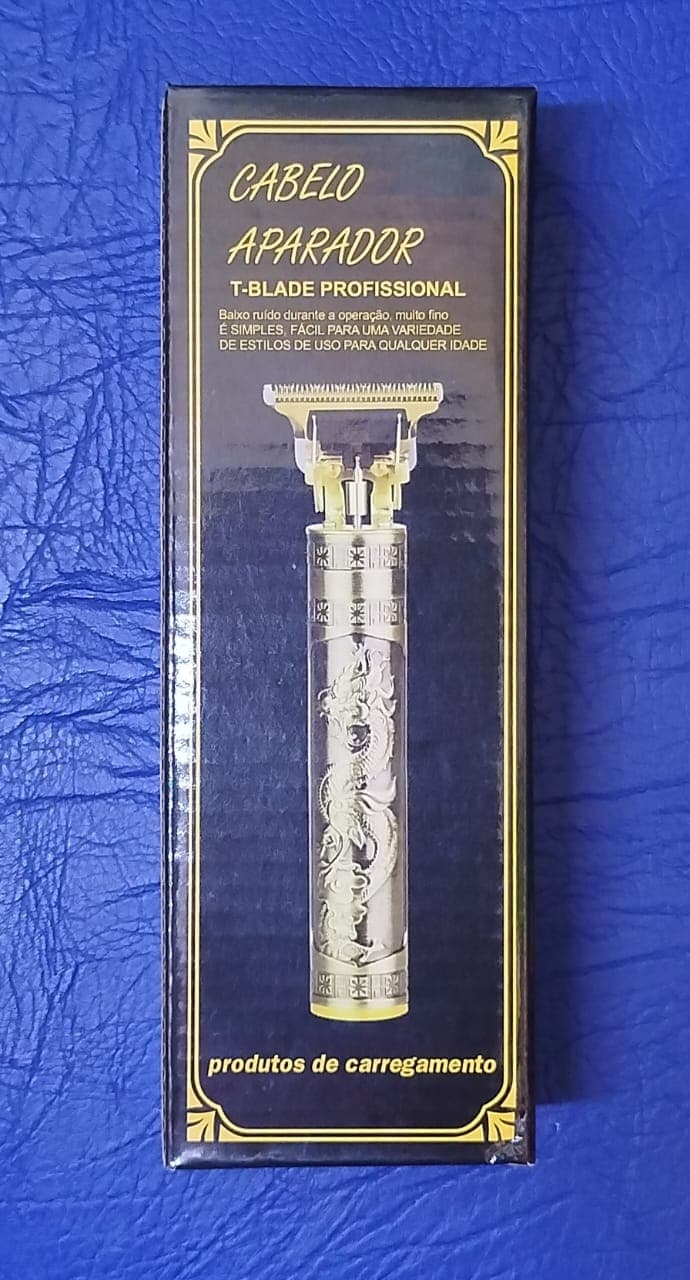 CABELO
APARADOR
T-BLADE PROFISSIONAL
Baixo ruído durante a operação, muito fino
É SIMPLES, FÁCIL PARA UMA VARIEDADE
DE ESTILOS DE USO PARA QUALQUER IDADE
produtos de carregamento